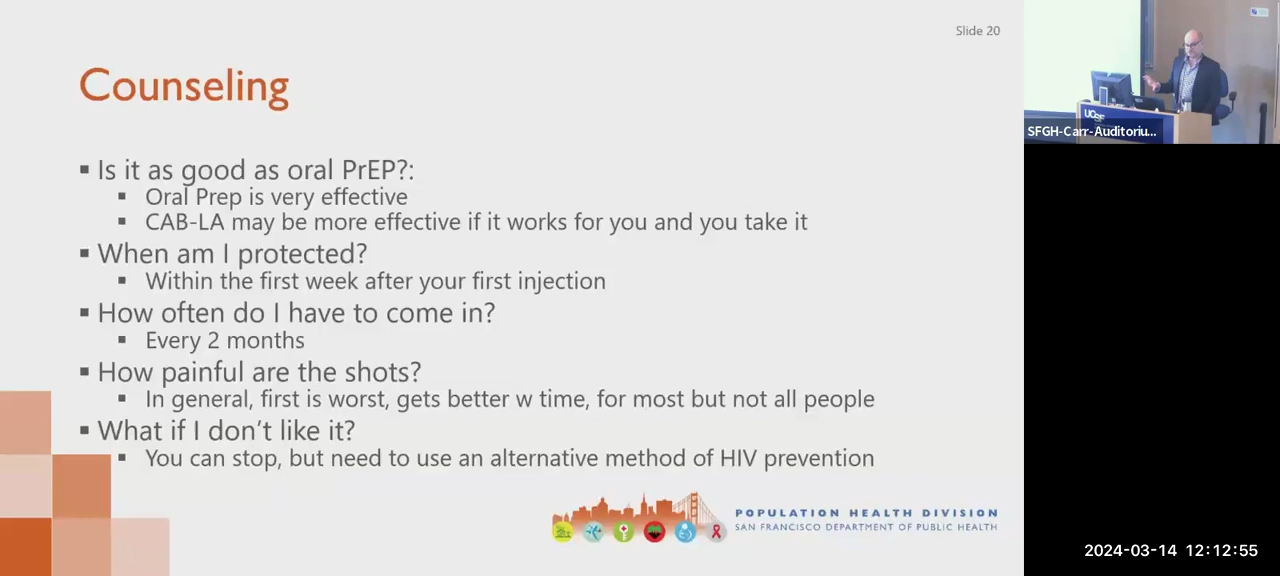 Slide 20
Counseling
▪ Is it as good as oral PrEP?:
▪ Oral Prep is very effective
▪ CAB-LA may be more effective if it works for you and you take it
▪ When am I protected?
▪ Within the first week after your first injection
▪ How often do I have to come in?
▪ Every 2 months
▪ How painful are the shots?
▪ In general, first is worst, gets better w time, for most but not all people
▪ What if I don’t like it?
▪ You can stop, but need to use an alternative method of HIV prevention
POPULATION HEALTH DIVISION
SAN FRANCISCO DEPARTMENT OF PUBLIC HEALTH
UCSF
SFGH-Carr-Auditoriu...
2024-03-14 12:12:55